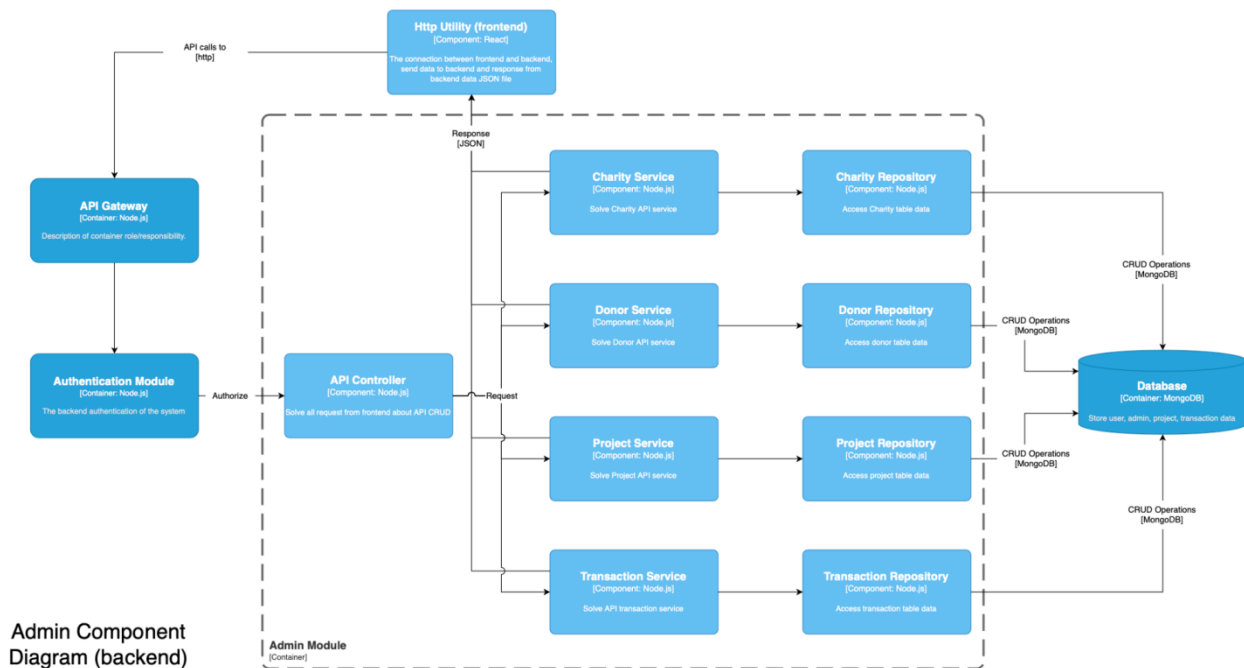 Http Utility (frontend)
[Component: React]
The connection between frontend and backend,
send data to backend and response from
backend data JSON file
API calls to
[http]
Response
[JSON]
API Gateway
[Container: Node.js]
Description of container role/responsibility.
Authentication Module
[Container: Node.js]
The backend authentication of the system
Authorize
API Controller
[Component: Node.js]
Solve all request from frontend about API CRUD
Request
Charity Service
[Component: Node.js]
Solve Charity API service
Charity Repository
[Component: Node.js]
Access Charity table data
CRUD Operations
[MongoDB]
Donor Service
[Component: Node.js]
Solve Donor API service
Donor Repository
[Component: Node.js]
Access donor table data
CRUD Operations
[MongoDB]
Database
[Container: MongoDB]
Store user, admin, project, transaction data
Project Service
[Component: Node.js]
Solve Project API service
Project Repository
[Component: Node.js]
Access project table data
CRUD Operations
[MongoDB]
CRUD Operations
[MongoDB]
Transaction Service
[Component: Node.js]
Solve API transaction service
Transaction Repository
[Component: Node.js]
Access transaction table data
Admin Module
[Container]
Admin Component
Diagram (backend)